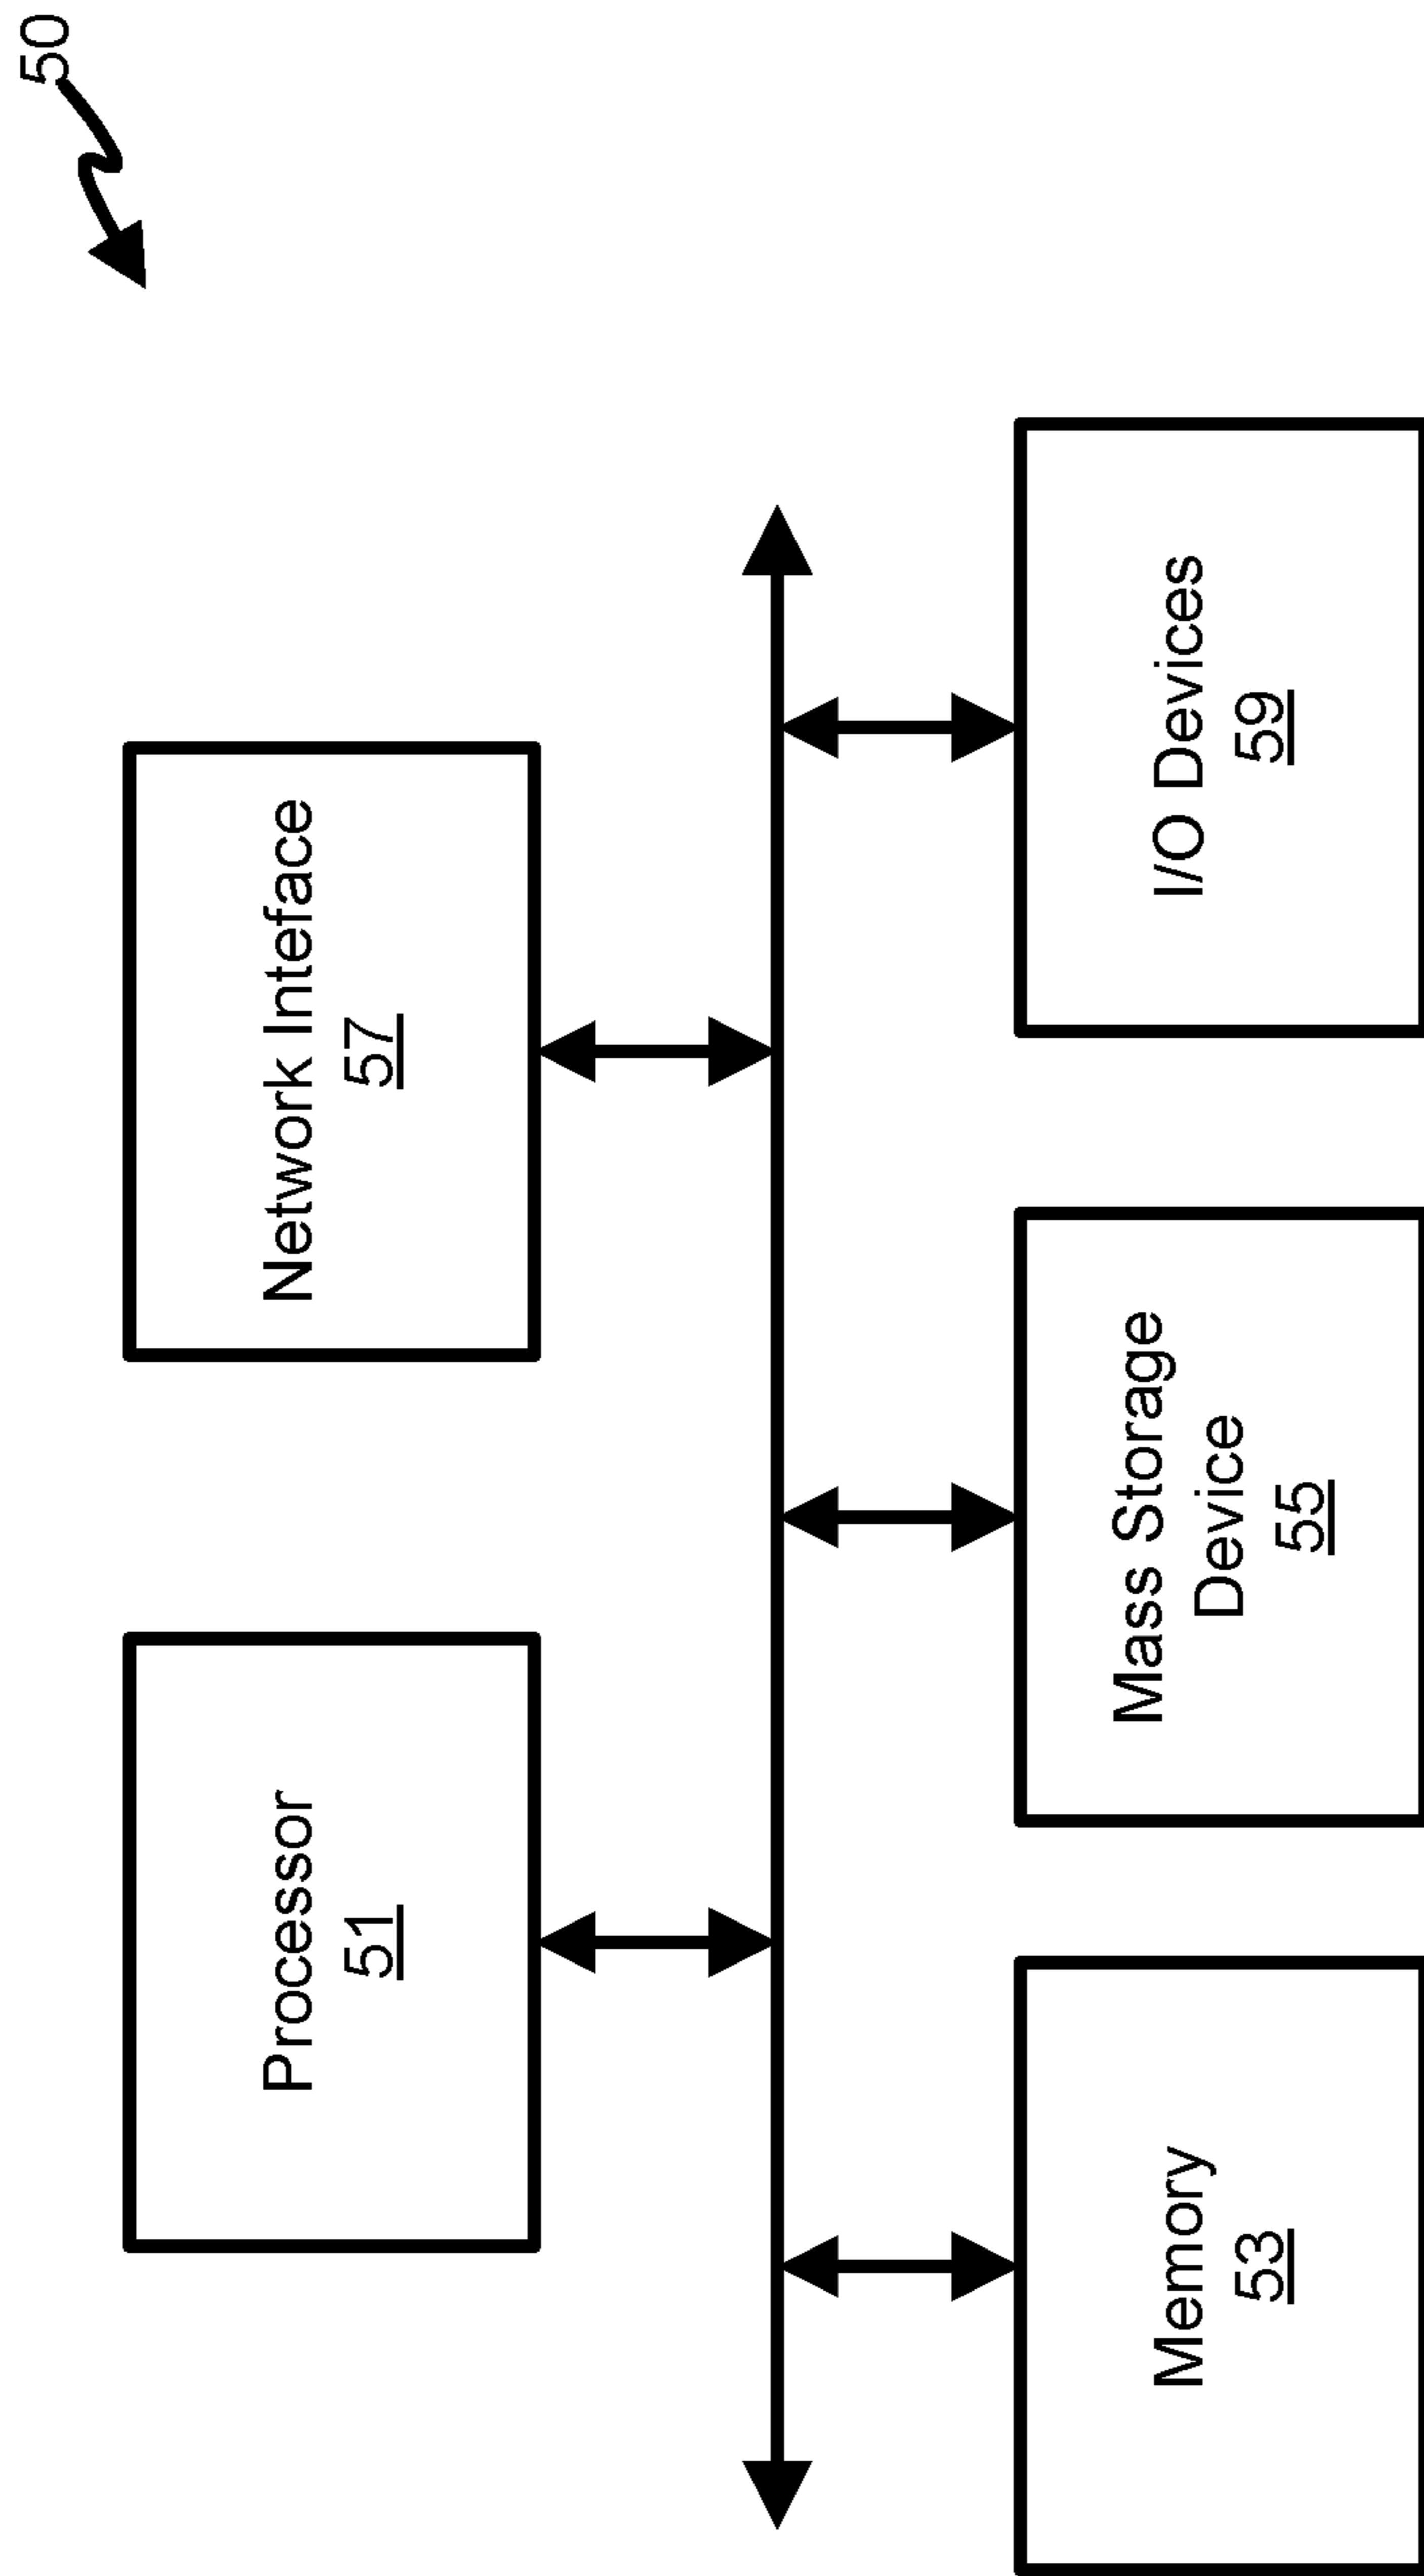 50
Processor
51
Network Inteface
57
Memory
53
Mass Storage
Device
55
I/O Devices
59